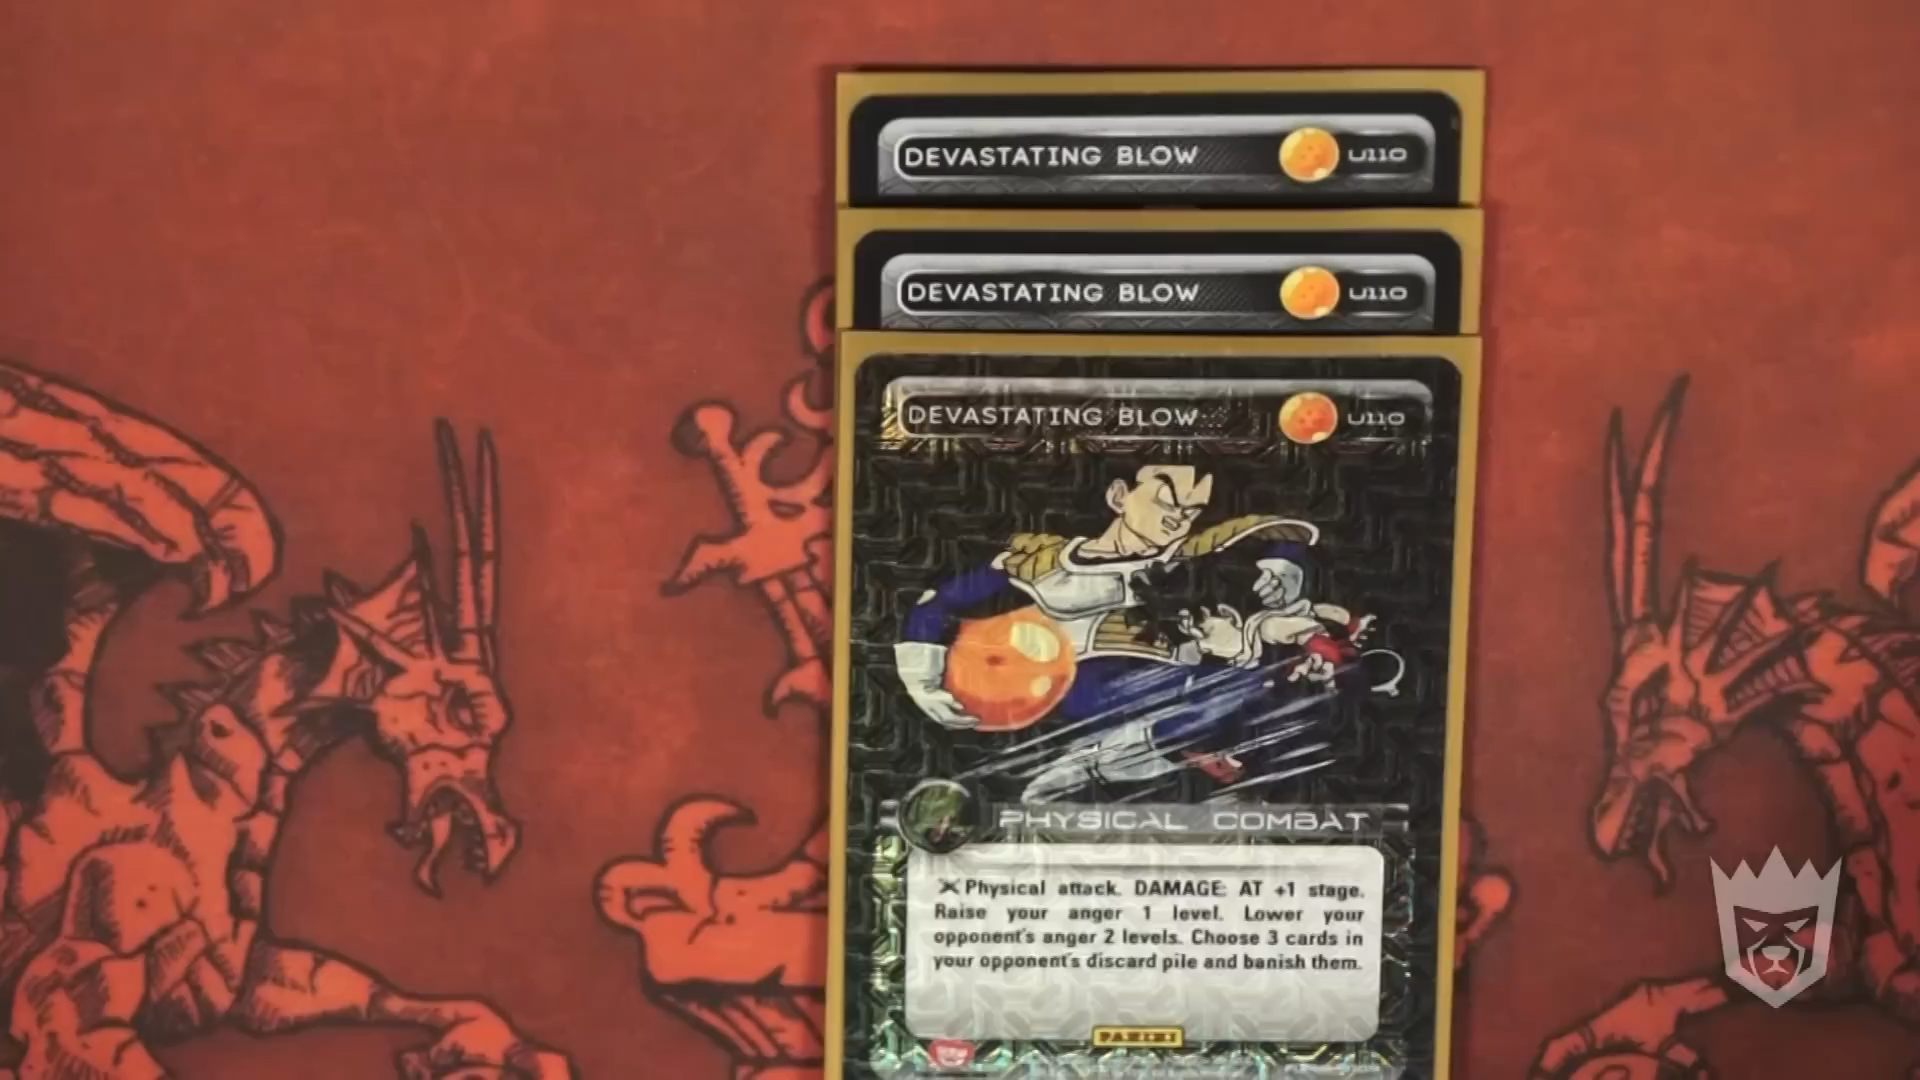 DEVASTATING BLOW U110
DEVASTATING BLOW U110
DEVASTATING BLOW U110
PHYSICAL COMBAT
Physical attack. DAMAGE: AT +1 stage.
Raise your anger 1 level. Lower your
opponent's anger 2 levels. Choose 3 cards in
your opponent's discard pile and banish them.
PANINI